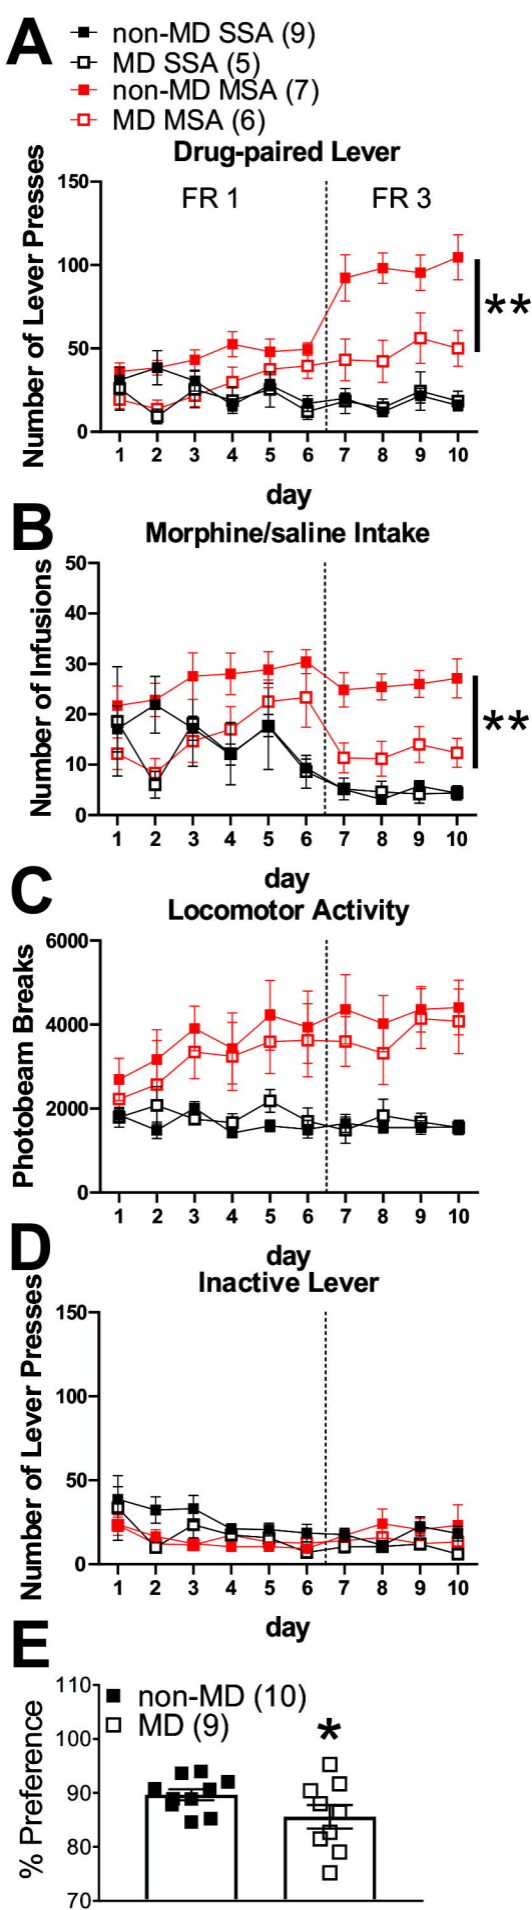 A
non-MD SSA (9)
MD SSA (5)
non-MD MSA (7)
MD MSA (6)
Drug-paired Lever
Number of Lever Presses
150
100
50
0
FR 1
FR 3
**
1 2 3 4 5 6 7 8 9 10
day
B
Morphine/saline Intake
Number of Infusions
50
40
30
20
10
0
**
1 2 3 4 5 6 7 8 9 10
day
C
Locomotor Activity
Photobeam Breaks
6000
4000
2000
0
1 2 3 4 5 6 7 8 9 10
day
D
Inactive Lever
Number of Lever Presses
150
100
50
0
1 2 3 4 5 6 7 8 9 10
day
E
% Preference
110
100
90
80
70
non-MD (10)
MD (9)
*